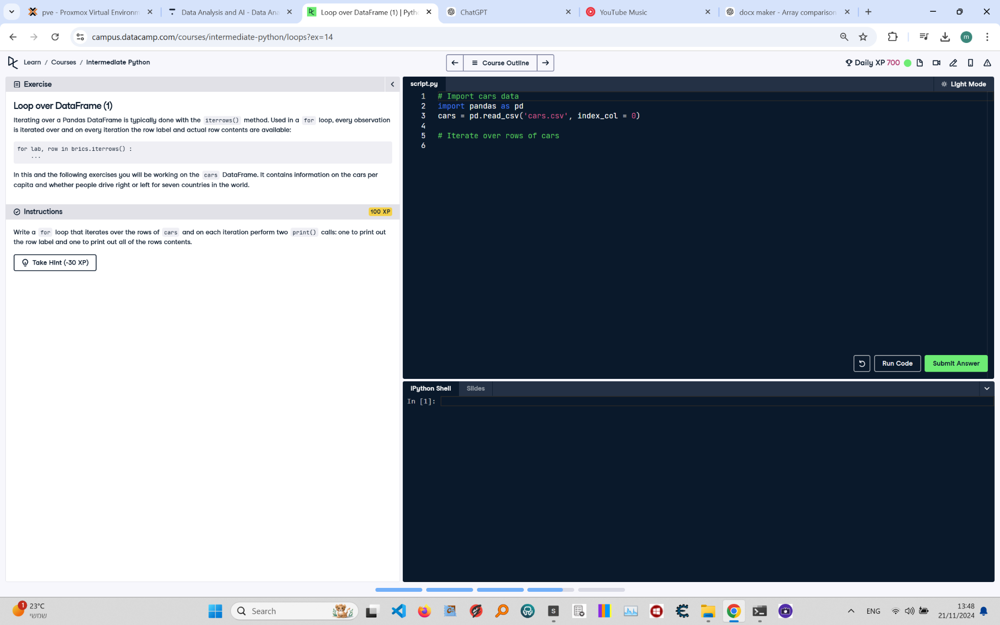 pve - Proxmox Virtual Environm
Data Analysis and AI - Data Ana
Loop over DataFrame (1) | Pytho
ChatGPT
YouTube Music
docx maker - Array comparison
campus.datacamp.com/courses/intermediate-python/loops?ex=14
m
Learn / Courses / Intermediate Python
Course Outline
Daily XP 700
Exercise
Loop over DataFrame (1)
Iterating over a Pandas DataFrame is typically done with the iterrows() method. Used in a for loop, every observation
is iterated over and on every iteration the row label and actual row contents are available:
for lab, row in brics.iterrows() :
...
In this and the following exercises you will be working on the cars DataFrame. It contains information on the cars per
capita and whether people drive right or left for seven countries in the world.
Instructions
100 XP
Write a for loop that iterates over the rows of cars and on each iteration perform two print() calls: one to print out
the row label and one to print out all of the rows contents.
Take Hint (-30 XP)
script.py
Light Mode
1 # Import cars data
2 import pandas as pd
3 cars = pd.read_csv('cars.csv', index_col = 0)
4
5 # Iterate over rows of cars
6
Run Code
Submit Answer
IPython Shell
Slides
In [1]:
1
23°C
שמשי
Search
S
ENG
13:48
21/11/2024